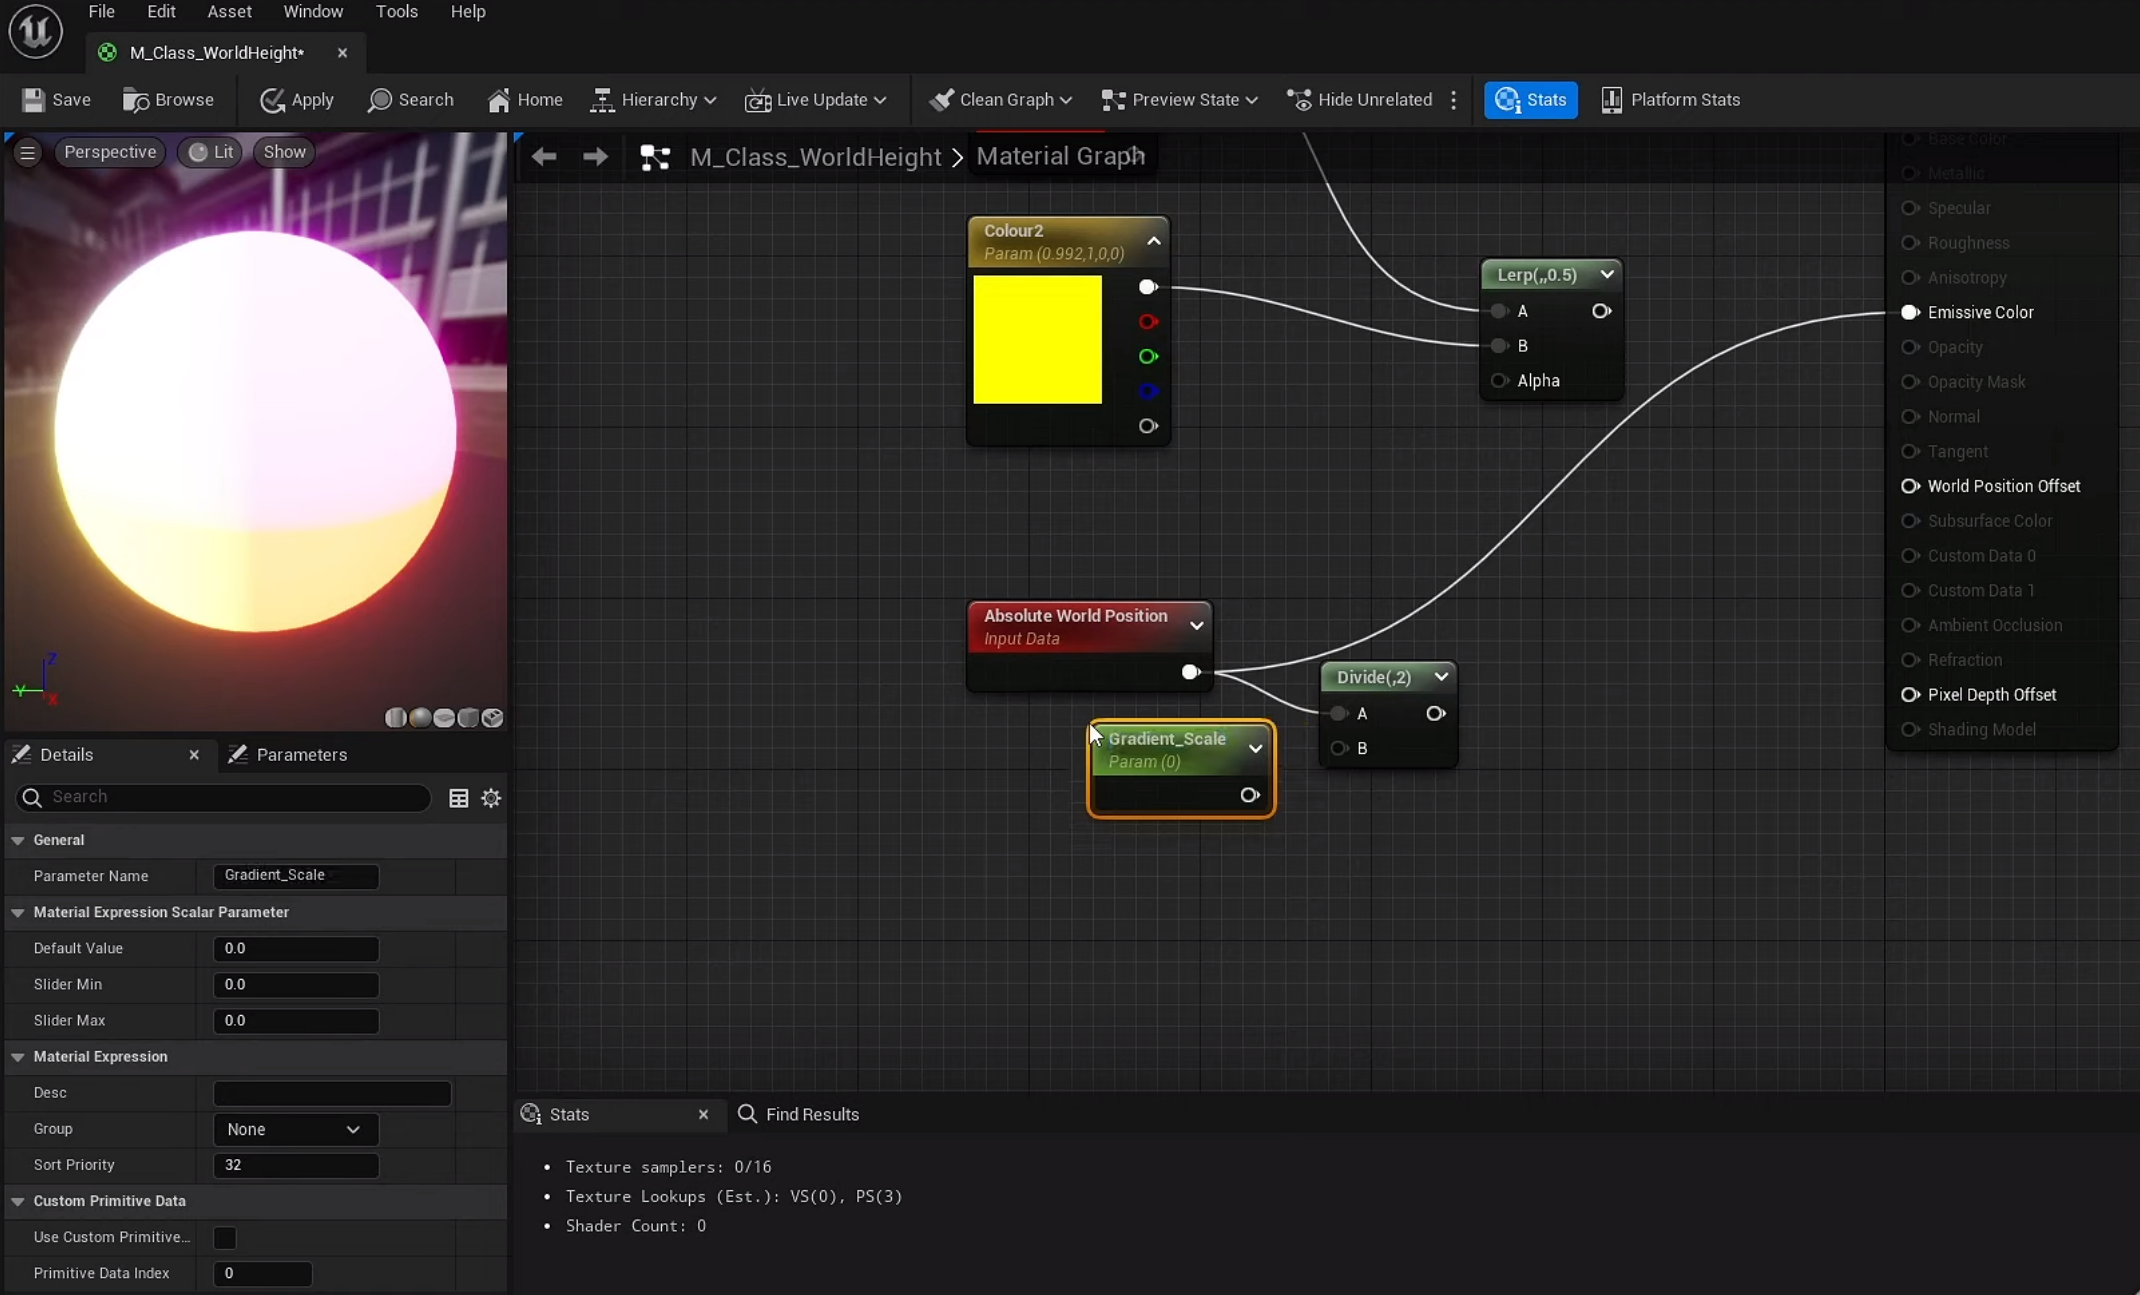 File Edit Asset Window Tools Help
M_Class_WorldHeight*
Save Browse Apply Search Home Hierarchy Live Update Clean Graph Preview State Hide Unrelated Stats Platform Stats
Perspective Lit Show
M_Class_WorldHeight > Material Graph
Colour2
Param (0.992,1,0,0)
Lerp(,,0.5)
A
B
Alpha
Absolute World Position
Input Data
Divide(,2)
A
B
Gradient_Scale
Param (0)
Base Color
Metallic
Specular
Roughness
Anisotropy
Emissive Color
Opacity
Opacity Mask
Normal
Tangent
World Position Offset
Subsurface Color
Custom Data 0
Custom Data 1
Ambient Occlusion
Refraction
Pixel Depth Offset
Shading Model
Z
Y
X
Details Parameters
Search
General
Parameter Name Gradient_Scale
Material Expression Scalar Parameter
Default Value 0.0
Slider Min 0.0
Slider Max 0.0
Material Expression
Desc
Group None
Sort Priority 32
Custom Primitive Data
Use Custom Primitive...
Primitive Data Index 0
Stats Find Results
• Texture samplers: 0/16
• Texture Lookups (Est.): VS(0), PS(3)
• Shader Count: 0